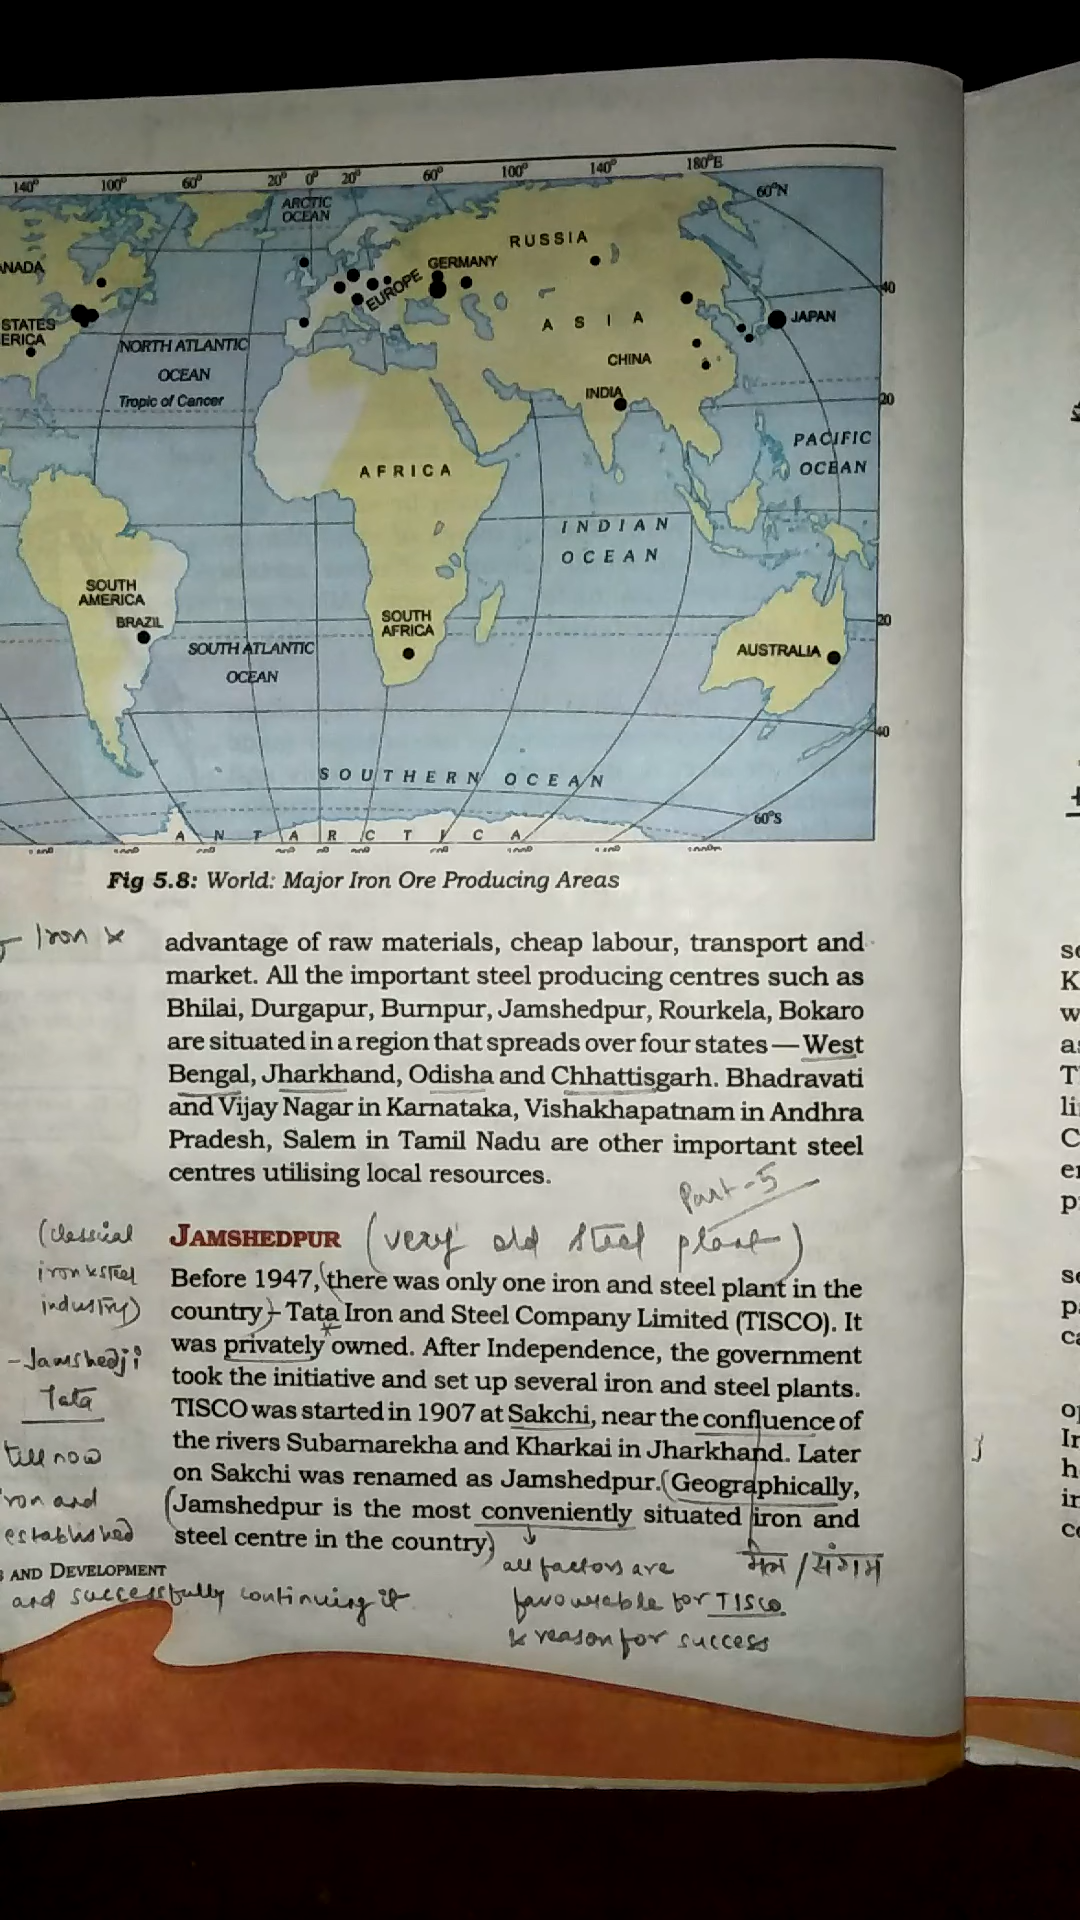 140° 100° 60° 20° 0° 20° 60° 100° 140° 180°E
ARCTIC
OCEAN
60°N
RUSSIA
ANADA
GERMANY
EUROPE
40
STATES
ERICA
ASIA
JAPAN
NORTH ATLANTIC
OCEAN
CHINA
Tropic of Cancer
INDIA
20
PACIFIC
OCEAN
AFRICA
INDIAN
OCEAN
SOUTH
AMERICA
BRAZIL
SOUTH
AFRICA
20
SOUTH ATLANTIC
OCEAN
AUSTRALIA
40
SOUTHERN OCEAN
60°S
ANTARCTICA
Fig 5.8: World: Major Iron Ore Producing Areas
Iron &
advantage of raw materials, cheap labour, transport and
market. All the important steel producing centres such as
Bhilai, Durgapur, Burnpur, Jamshedpur, Rourkela, Bokaro
are situated in a region that spreads over four states — West
Bengal, Jharkhand, Odisha and Chhattisgarh. Bhadravati
and Vijay Nagar in Karnataka, Vishakhapatnam in Andhra
Pradesh, Salem in Tamil Nadu are other important steel
centres utilising local resources.
Part-5
JAMSHEDPUR (very old steel plant)
(classical
iron & steel
industry)
- Jamshedji
Tata
till now
iron and
established
Before 1947, (there was only one iron and steel plant in the
country) – Tata Iron and Steel Company Limited (TISCO). It
was privately owned. After Independence, the government
took the initiative and set up several iron and steel plants.
TISCO was started in 1907 at Sakchi, near the confluence of
the rivers Subarnarekha and Kharkai in Jharkhand. Later
on Sakchi was renamed as Jamshedpur. (Geographically,
Jamshedpur is the most conveniently situated iron and
steel centre in the country)
AND DEVELOPMENT
and successfully continuing it
all factors are
favourable for TISCO
& reason for success
मेल / संगम